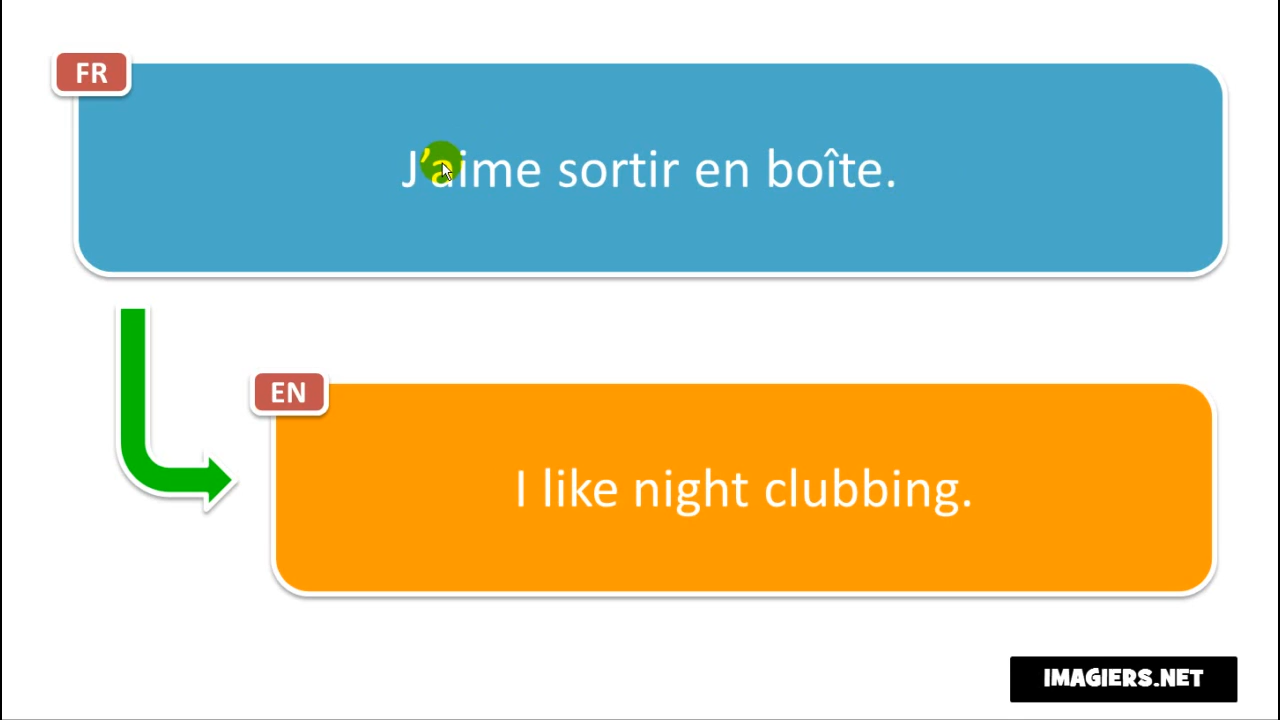 FR
J'aime sortir en boîte.
EN
I like night clubbing.
IMAGIERS.NET